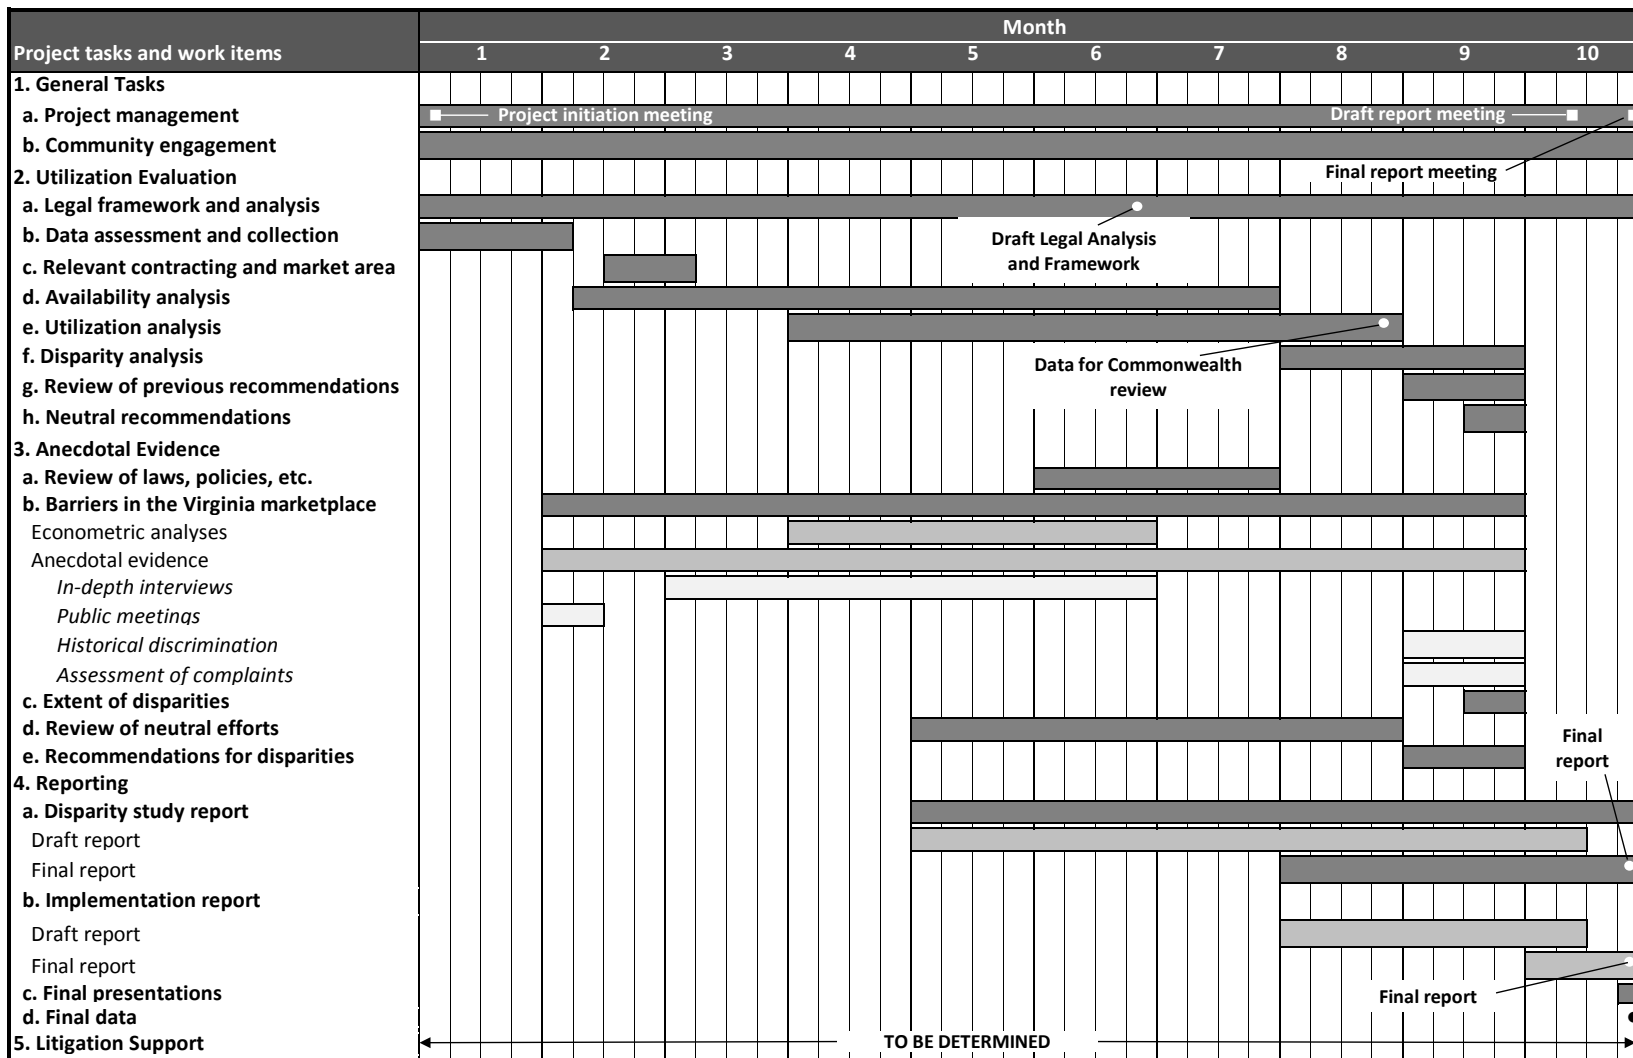 Month
Project tasks and work items 1 2 3 4 5 6 7 8 9 10
1. General Tasks
a. Project management Project initiation meeting Draft report meeting
b. Community engagement
2. Utilization Evaluation Final report meeting
a. Legal framework and analysis
b. Data assessment and collection Draft Legal Analysis
c. Relevant contracting and market area and Framework
d. Availability analysis
e. Utilization analysis
f. Disparity analysis Data for Commonwealth
g. Review of previous recommendations review
h. Neutral recommendations
3. Anecdotal Evidence
a. Review of laws, policies, etc.
b. Barriers in the Virginia marketplace
Econometric analyses
Anecdotal evidence
In-depth interviews
Public meetings
Historical discrimination
Assessment of complaints
c. Extent of disparities
d. Review of neutral efforts Final
e. Recommendations for disparities report
4. Reporting
a. Disparity study report
Draft report
Final report
b. Implementation report
Draft report
Final report
c. Final presentations Final report
d. Final data
5. Litigation Support TO BE DETERMINED